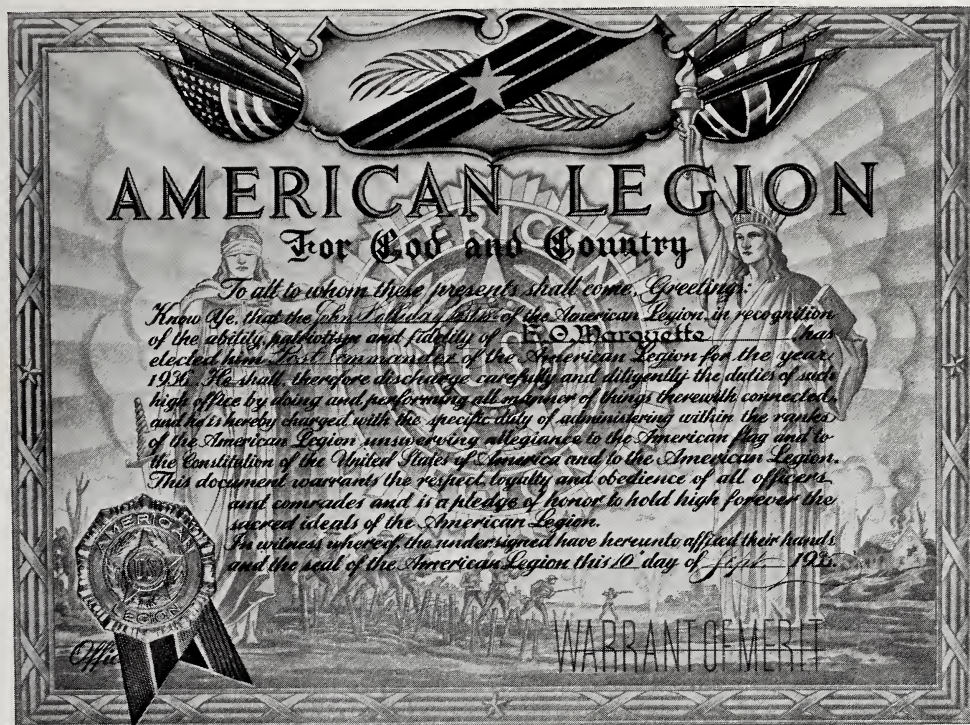 AMERICAN LEGION
For God and Country
To all to whom these presents shall come, Greeting:
Know Ye, that the John of the American Legion, in recognition
of the ability, patriotism and fidelity of E.O. Marquette has
elected him Post Commander of the American Legion for the year
1936. He shall, therefore discharge carefully and diligently the duties of such
high office by doing and performing all manner of things therewith connected,
and he is hereby charged with the specific duty of administering within the ranks
of the American Legion unswerving allegiance to the American flag and to
the Constitution of the United States of America and to the American Legion.
This document warrants the respect, loyalty and obedience of all officers
and comrades and is a pledge of honor to hold high forever the
sacred ideals of the American Legion.
In witness whereof, the undersigned have hereunto affixed their hands
and the seal of the American Legion this 10 day of Sept 193
AMERICAN
US
LEGION
AMERICAN
US
LEGION
WARRANT OF MERIT